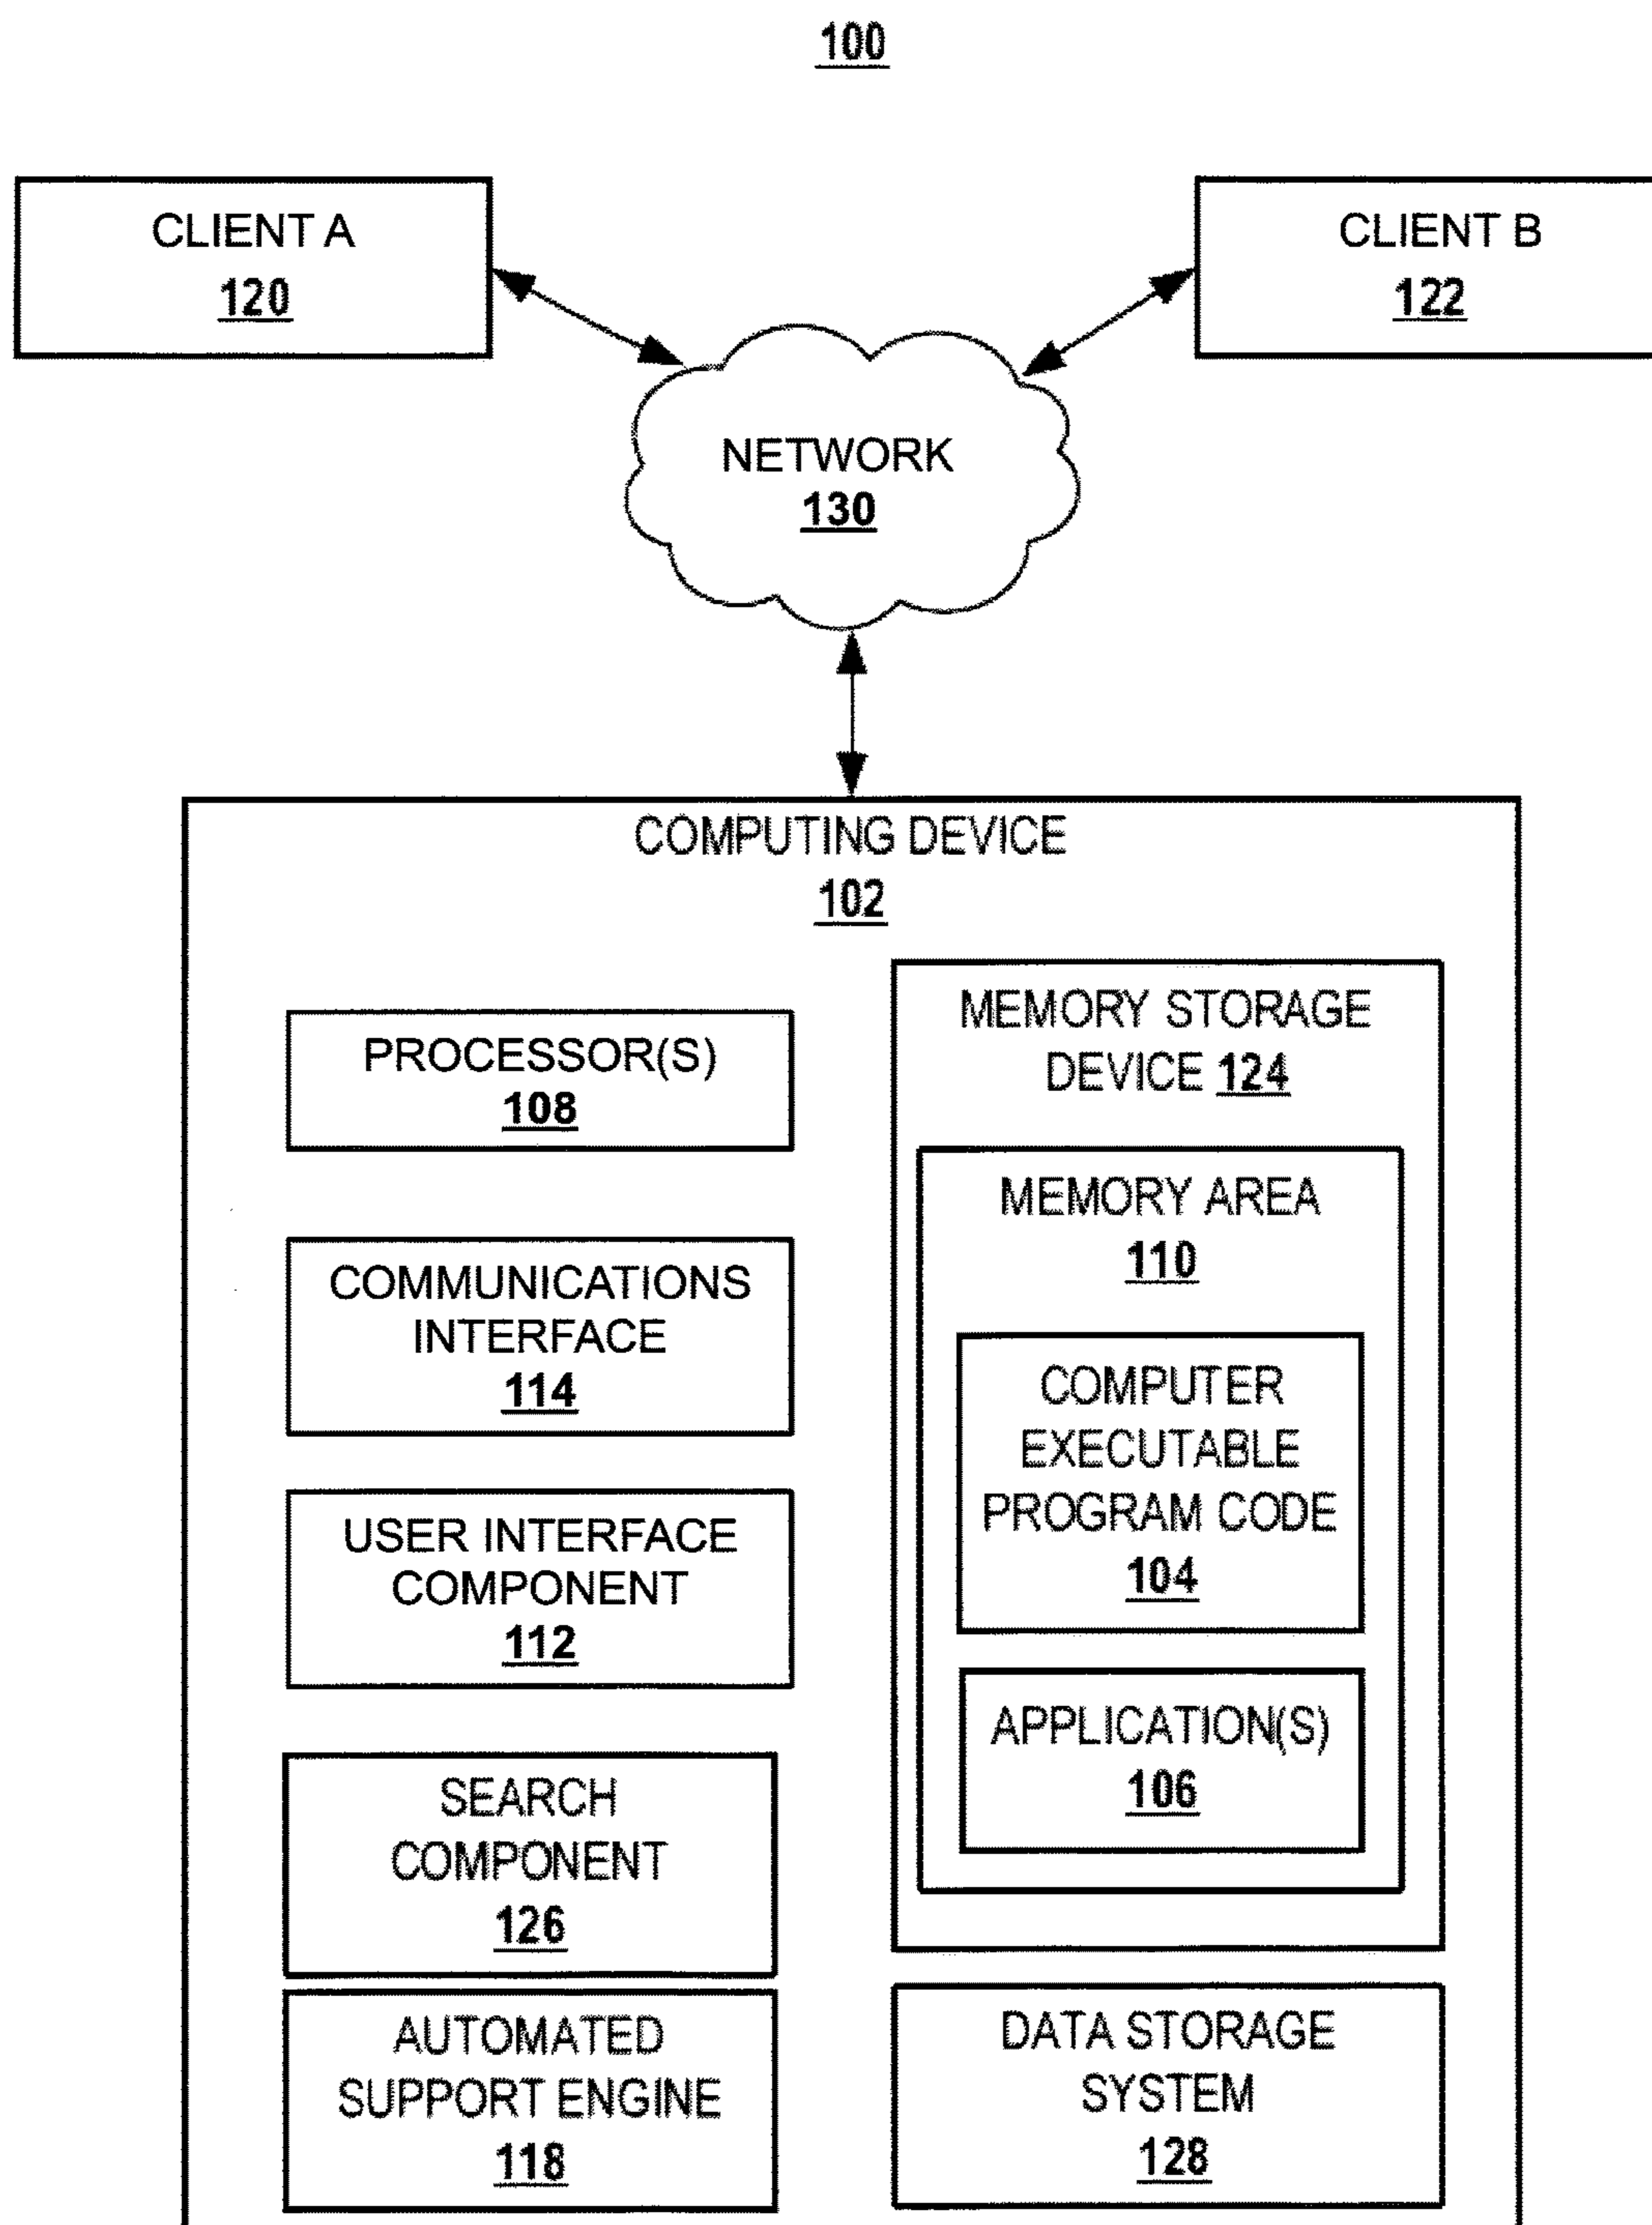 100
CLIENT A
120
CLIENT B
122
NETWORK
130
COMPUTING DEVICE
102
PROCESSOR(S)
108
COMMUNICATIONS
INTERFACE
114
USER INTERFACE
COMPONENT
112
SEARCH
COMPONENT
126
AUTOMATED
SUPPORT ENGINE
118
MEMORY STORAGE
DEVICE 124
MEMORY AREA
110
COMPUTER
EXECUTABLE
PROGRAM CODE
104
APPLICATION(S)
106
DATA STORAGE
SYSTEM
128